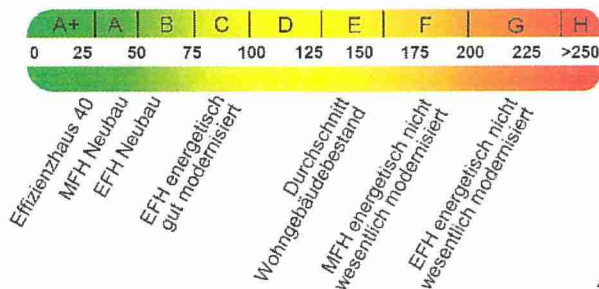 A+ A B C D E F G H
0 25 50 75 100 125 150 175 200 225 >250
Effizienzhaus 40
MFH Neubau
EFH Neubau
EFH energetisch
gut modernisiert
Durchschnitt
Wohngebäudebestand
MFH energetisch nicht
wesentlich modernisiert
EFH energetisch nicht
wesentlich modernisiert